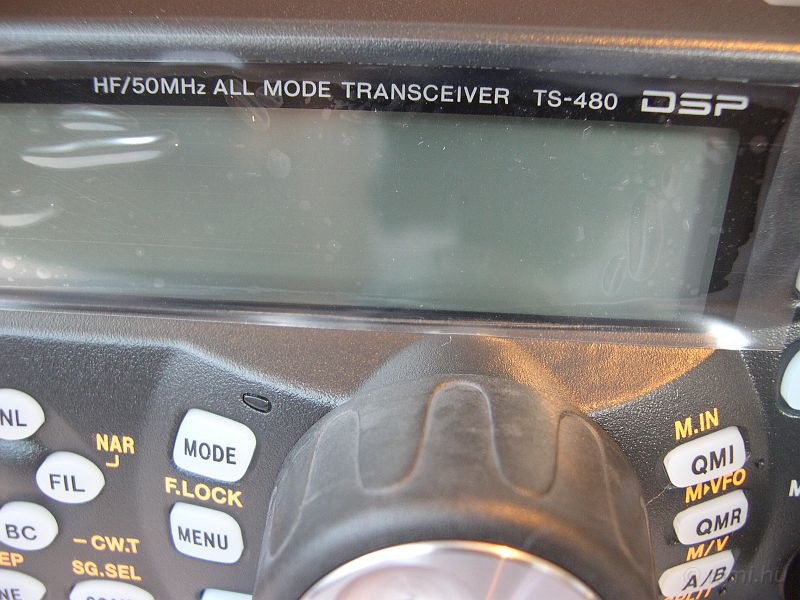 HF/50MHz ALL MODE TRANSCEIVER TS-480 DSP
NL
MODE
NAR
FIL
F.LOCK
BC
MENU
-CW.T
SG.SEL
M.IN
QMI
M▶VFO
QMR
M/V
A/B